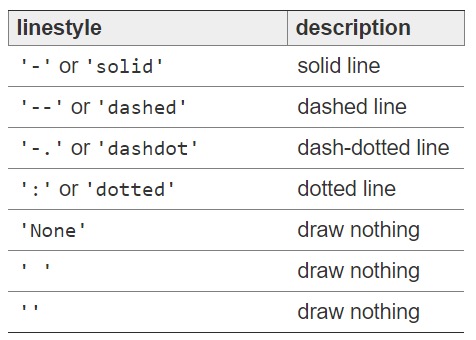 linestyle description
'-' or 'solid' solid line
'--' or 'dashed' dashed line
'-.' or 'dashdot' dash-dotted line
':' or 'dotted' dotted line
'None' draw nothing
' ' draw nothing
'' draw nothing